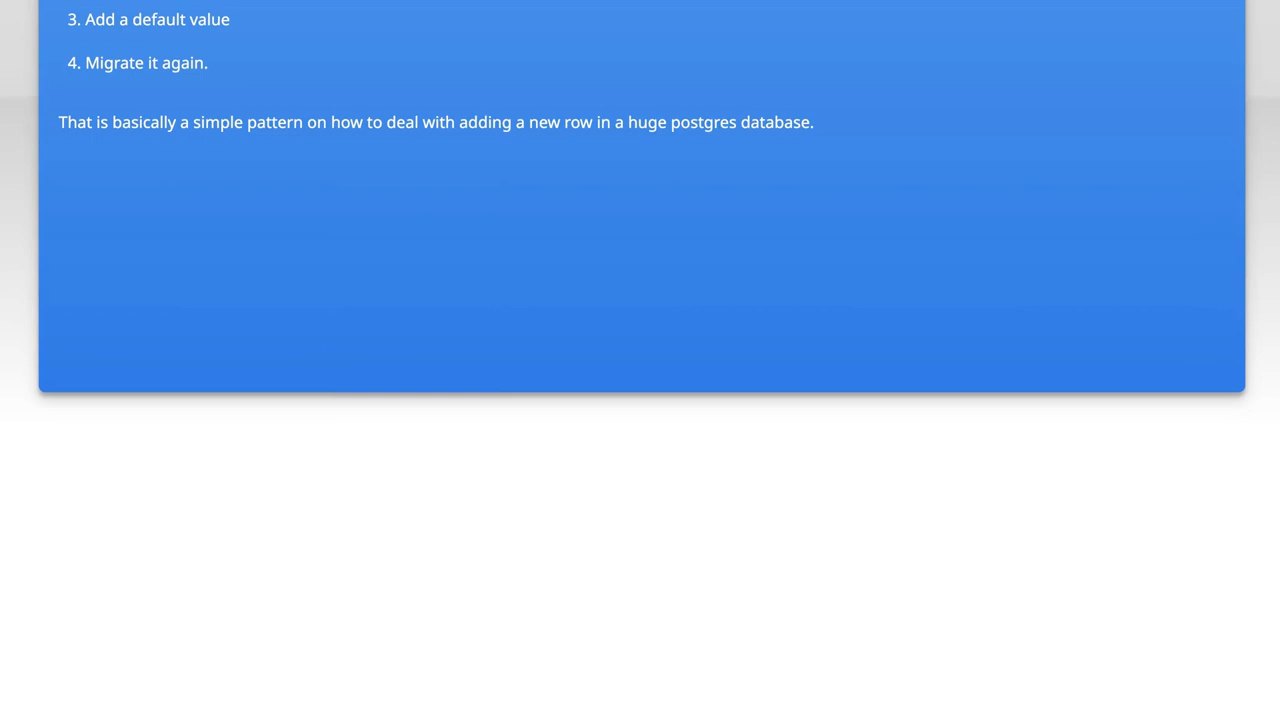 3. Add a default value
4. Migrate it again.
That is basically a simple pattern on how to deal with adding a new row in a huge postgres database.